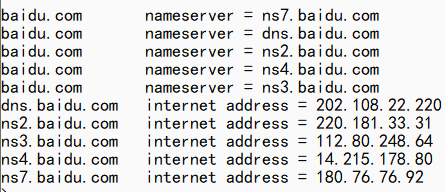 baidu.com nameserver = ns7.baidu.com
baidu.com nameserver = dns.baidu.com
baidu.com nameserver = ns2.baidu.com
baidu.com nameserver = ns4.baidu.com
baidu.com nameserver = ns3.baidu.com
dns.baidu.com internet address = 202.108.22.220
ns2.baidu.com internet address = 220.181.33.31
ns3.baidu.com internet address = 112.80.248.64
ns4.baidu.com internet address = 14.215.178.80
ns7.baidu.com internet address = 180.76.76.92